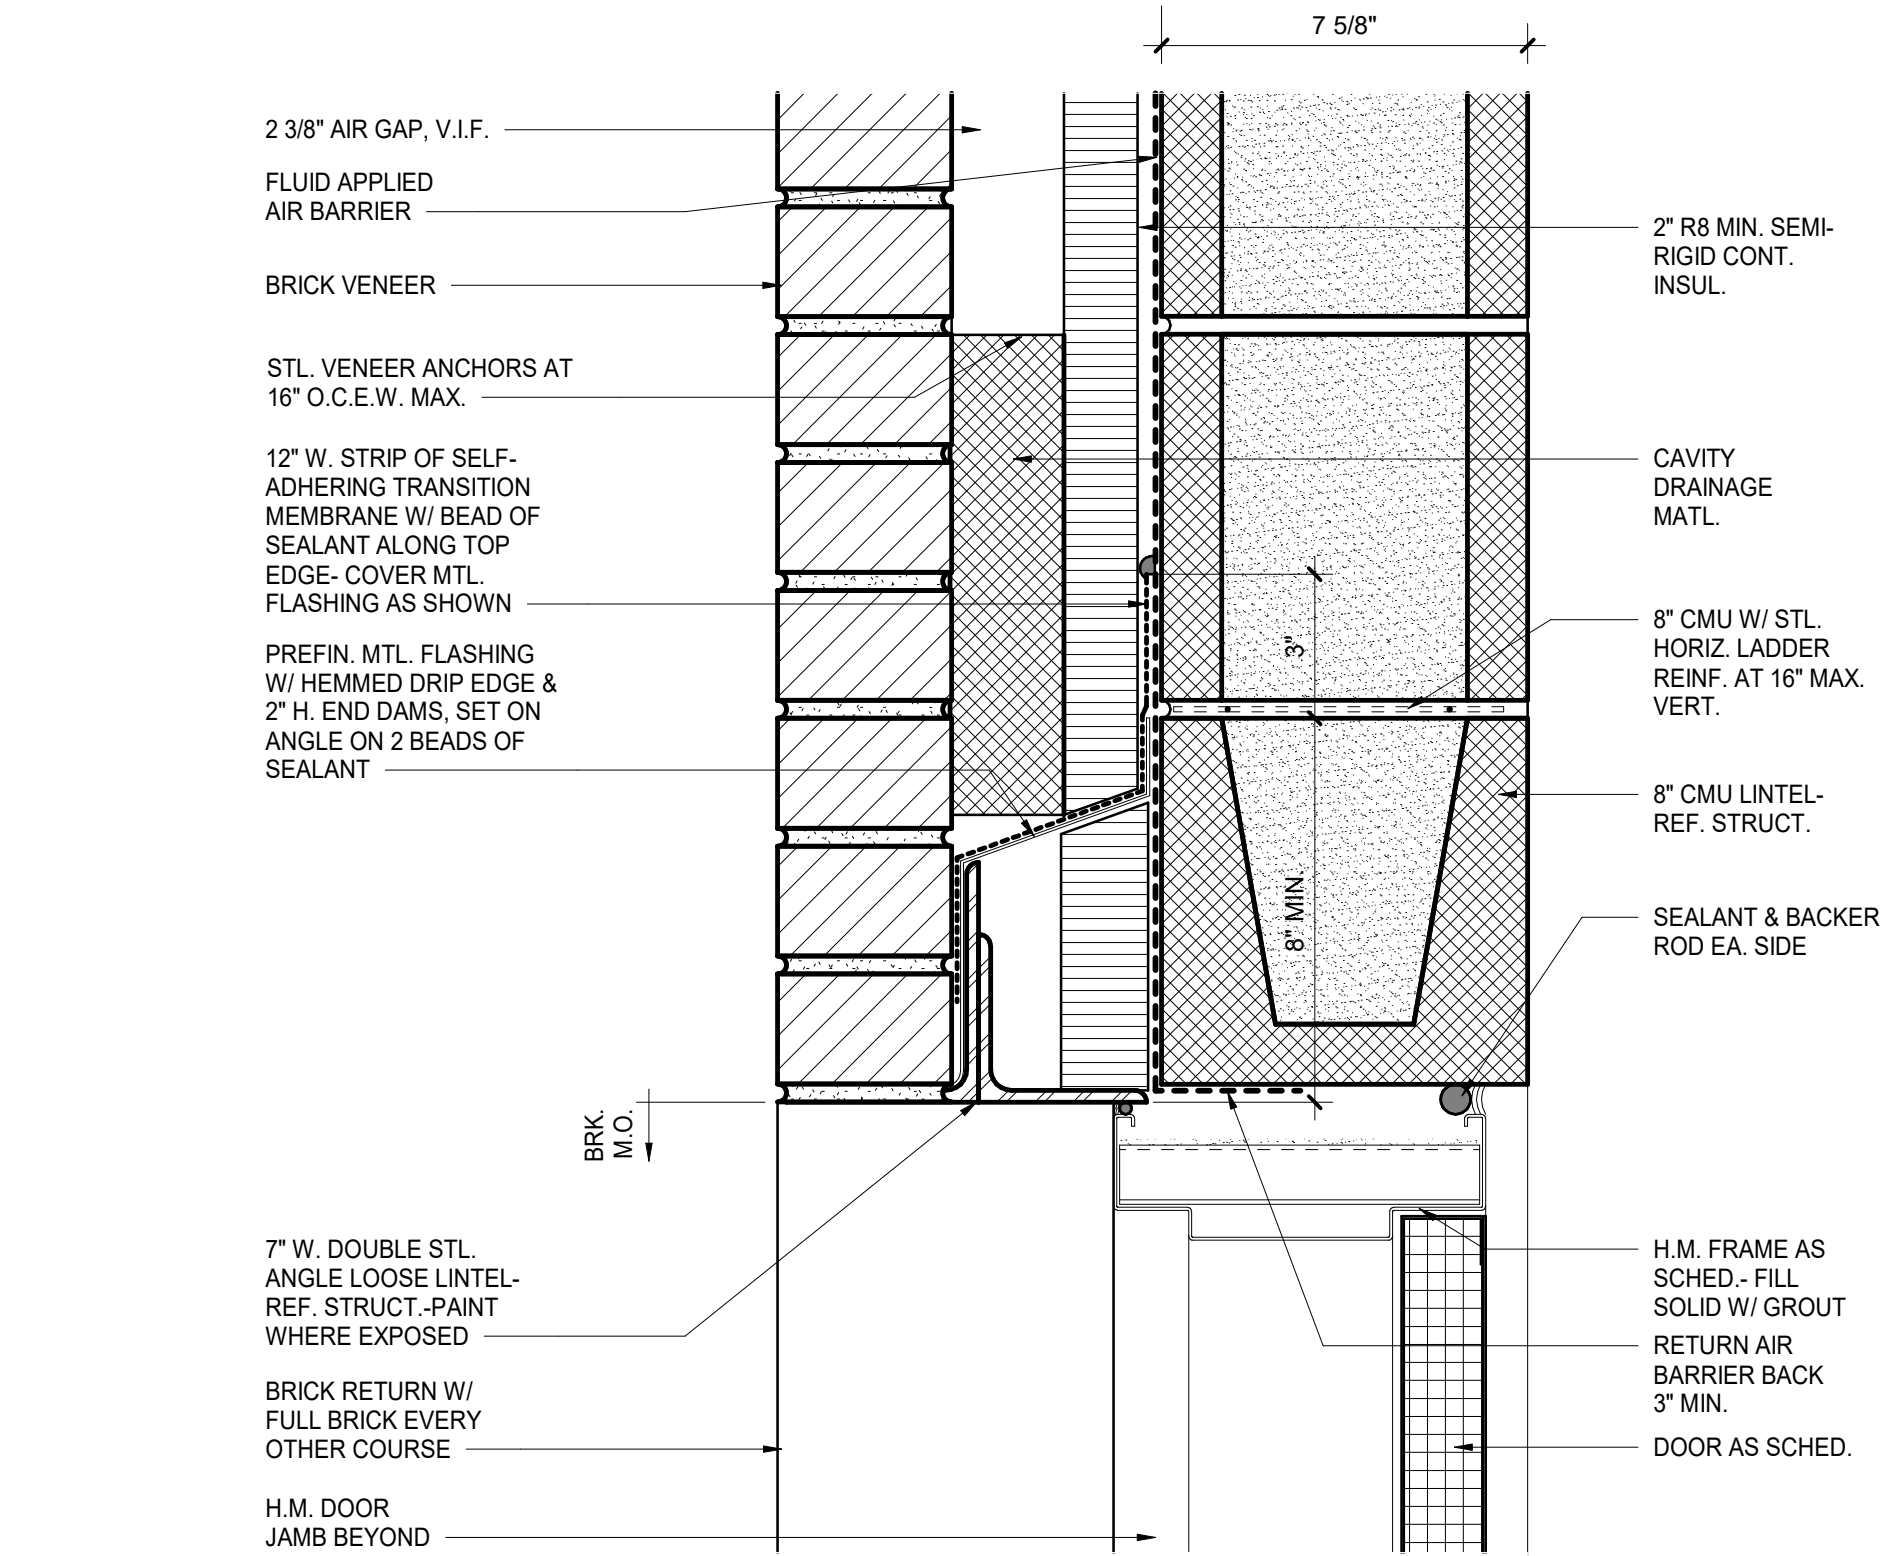 7 5/8"
2 3/8" AIR GAP, V.I.F.
FLUID APPLIED
AIR BARRIER
BRICK VENEER
STL. VENEER ANCHORS AT
16" O.C.E.W. MAX.
12" W. STRIP OF SELF-
ADHERING TRANSITION
MEMBRANE W/ BEAD OF
SEALANT ALONG TOP
EDGE- COVER MTL.
FLASHING AS SHOWN
PREFIN. MTL. FLASHING
W/ HEMMED DRIP EDGE &
2" H. END DAMS, SET ON
ANGLE ON 2 BEADS OF
SEALANT
BRK.
M.O.
7" W. DOUBLE STL.
ANGLE LOOSE LINTEL-
REF. STRUCT.-PAINT
WHERE EXPOSED
BRICK RETURN W/
FULL BRICK EVERY
OTHER COURSE
H.M. DOOR
JAMB BEYOND
3"
8" MIN.
2" R8 MIN. SEMI-
RIGID CONT.
INSUL.
CAVITY
DRAINAGE
MATL.
8" CMU W/ STL.
HORIZ. LADDER
REINF. AT 16" MAX.
VERT.
8" CMU LINTEL-
REF. STRUCT.
SEALANT & BACKER
ROD EA. SIDE
H.M. FRAME AS
SCHED.- FILL
SOLID W/ GROUT
RETURN AIR
BARRIER BACK
3" MIN.
DOOR AS SCHED.